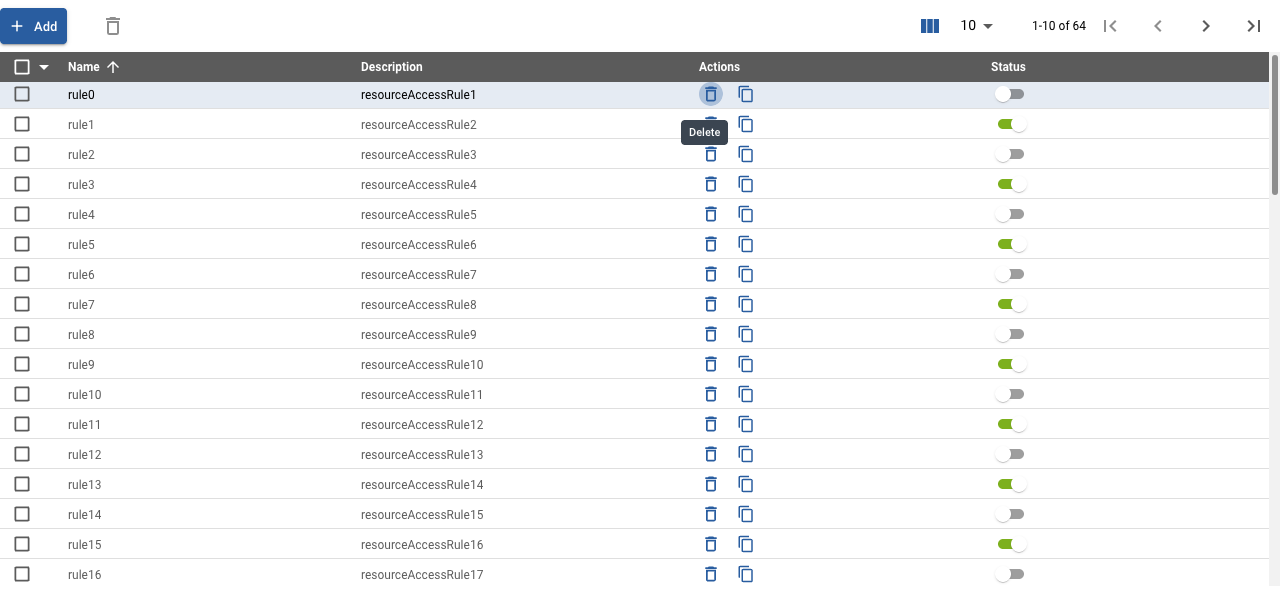 Add 10 1-10 of 64
Name Description Actions Status
rule0 resourceAccessRule1
rule1 resourceAccessRule2
Delete
rule2 resourceAccessRule3
rule3 resourceAccessRule4
rule4 resourceAccessRule5
rule5 resourceAccessRule6
rule6 resourceAccessRule7
rule7 resourceAccessRule8
rule8 resourceAccessRule9
rule9 resourceAccessRule10
rule10 resourceAccessRule11
rule11 resourceAccessRule12
rule12 resourceAccessRule13
rule13 resourceAccessRule14
rule14 resourceAccessRule15
rule15 resourceAccessRule16
rule16 resourceAccessRule17